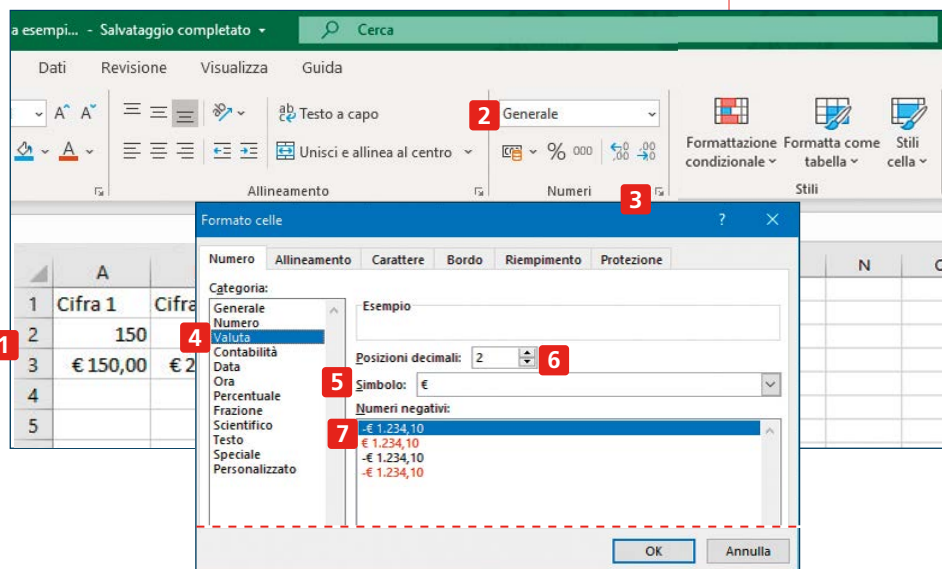 a esempi... - Salvataggio completato
Cerca
Dati Revisione Visualizza Guida
A^ A˅ ab Testo a capo 2 Generale
A Unisci e allinea al centro % 000 ,00 ,00
Formattazione condizionale
Formatta come tabella
Stili cella
Allineamento Numeri 3 Stili
Formato celle ? ×
Numero Allineamento Carattere Bordo Riempimento Protezione
Categoria:
Generale
Numero
4 Valuta
Contabilità
Data
Ora
Percentuale
Frazione
Scientifico
Testo
Speciale
Personalizzato
Esempio
Posizioni decimali: 2 6
5 Simbolo: €
Numeri negativi:
7 -€ 1.234,10
€ 1.234,10
-€ 1.234,10
-€ 1.234,10
OK Annulla
A N
1 Cifra 1 Cifra
1 2 150
3 € 150,00 € 2
4
5